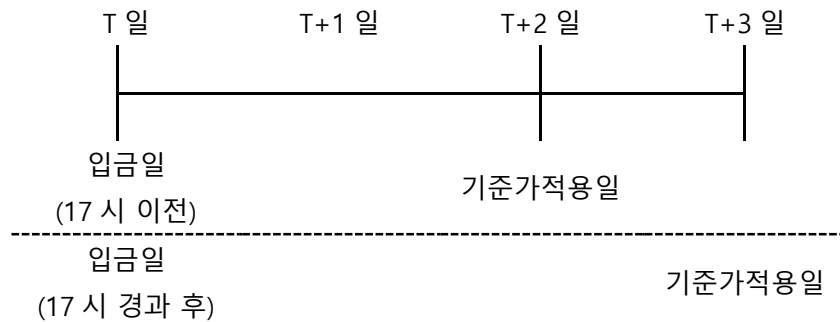 T 일 T+1 일 T+2 일 T+3 일
입금일
(17 시 이전)
기준가적용일
입금일
(17 시 경과 후)
기준가적용일